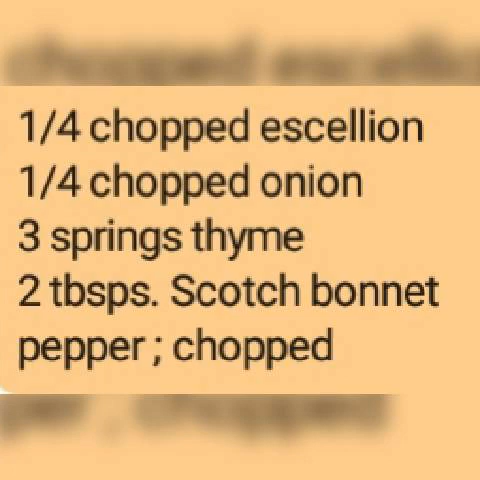 1/4 chopped escellion
1/4 chopped onion
3 springs thyme
2 tbsps. Scotch bonnet
pepper ; chopped